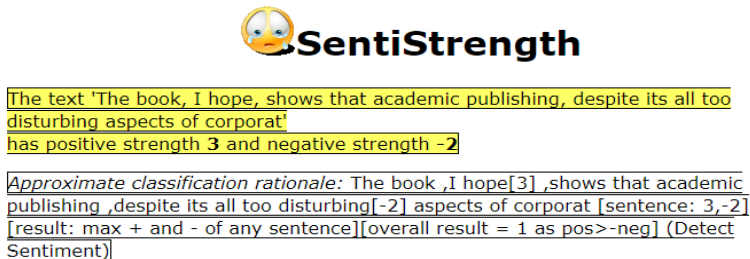 SentiStrength
The text 'The book, I hope, shows that academic publishing, despite its all too
disturbing aspects of corporat'
has positive strength 3 and negative strength -2
Approximate classification rationale: The book ,I hope[3] ,shows that academic
publishing ,despite its all too disturbing[-2] aspects of corporat [sentence: 3,-2]
[result: max + and - of any sentence][overall result = 1 as pos>-neg] (Detect
Sentiment)